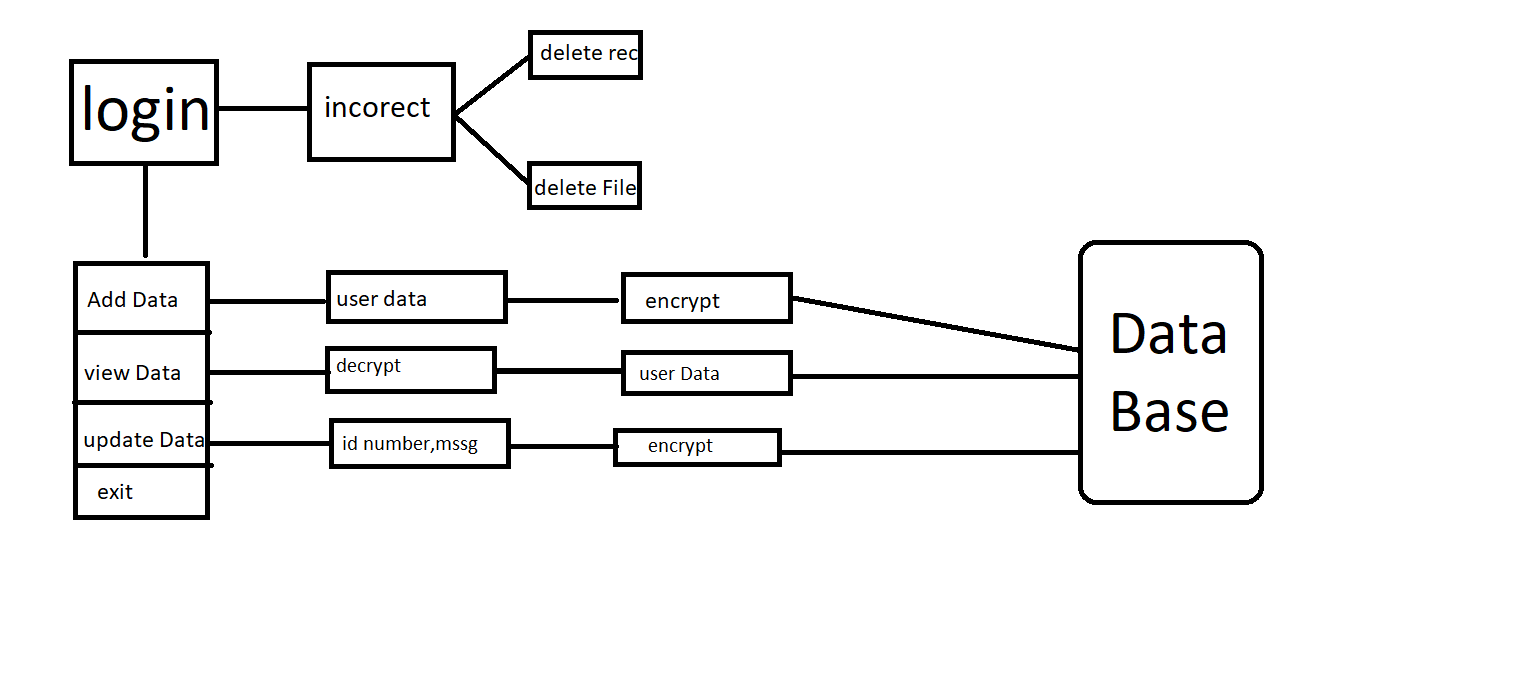 delete rec
login
incorect
delete File
Add Data
user data
encrypt
Data
Base
view Data
decrypt
user Data
update Data
id number,mssg
encrypt
exit